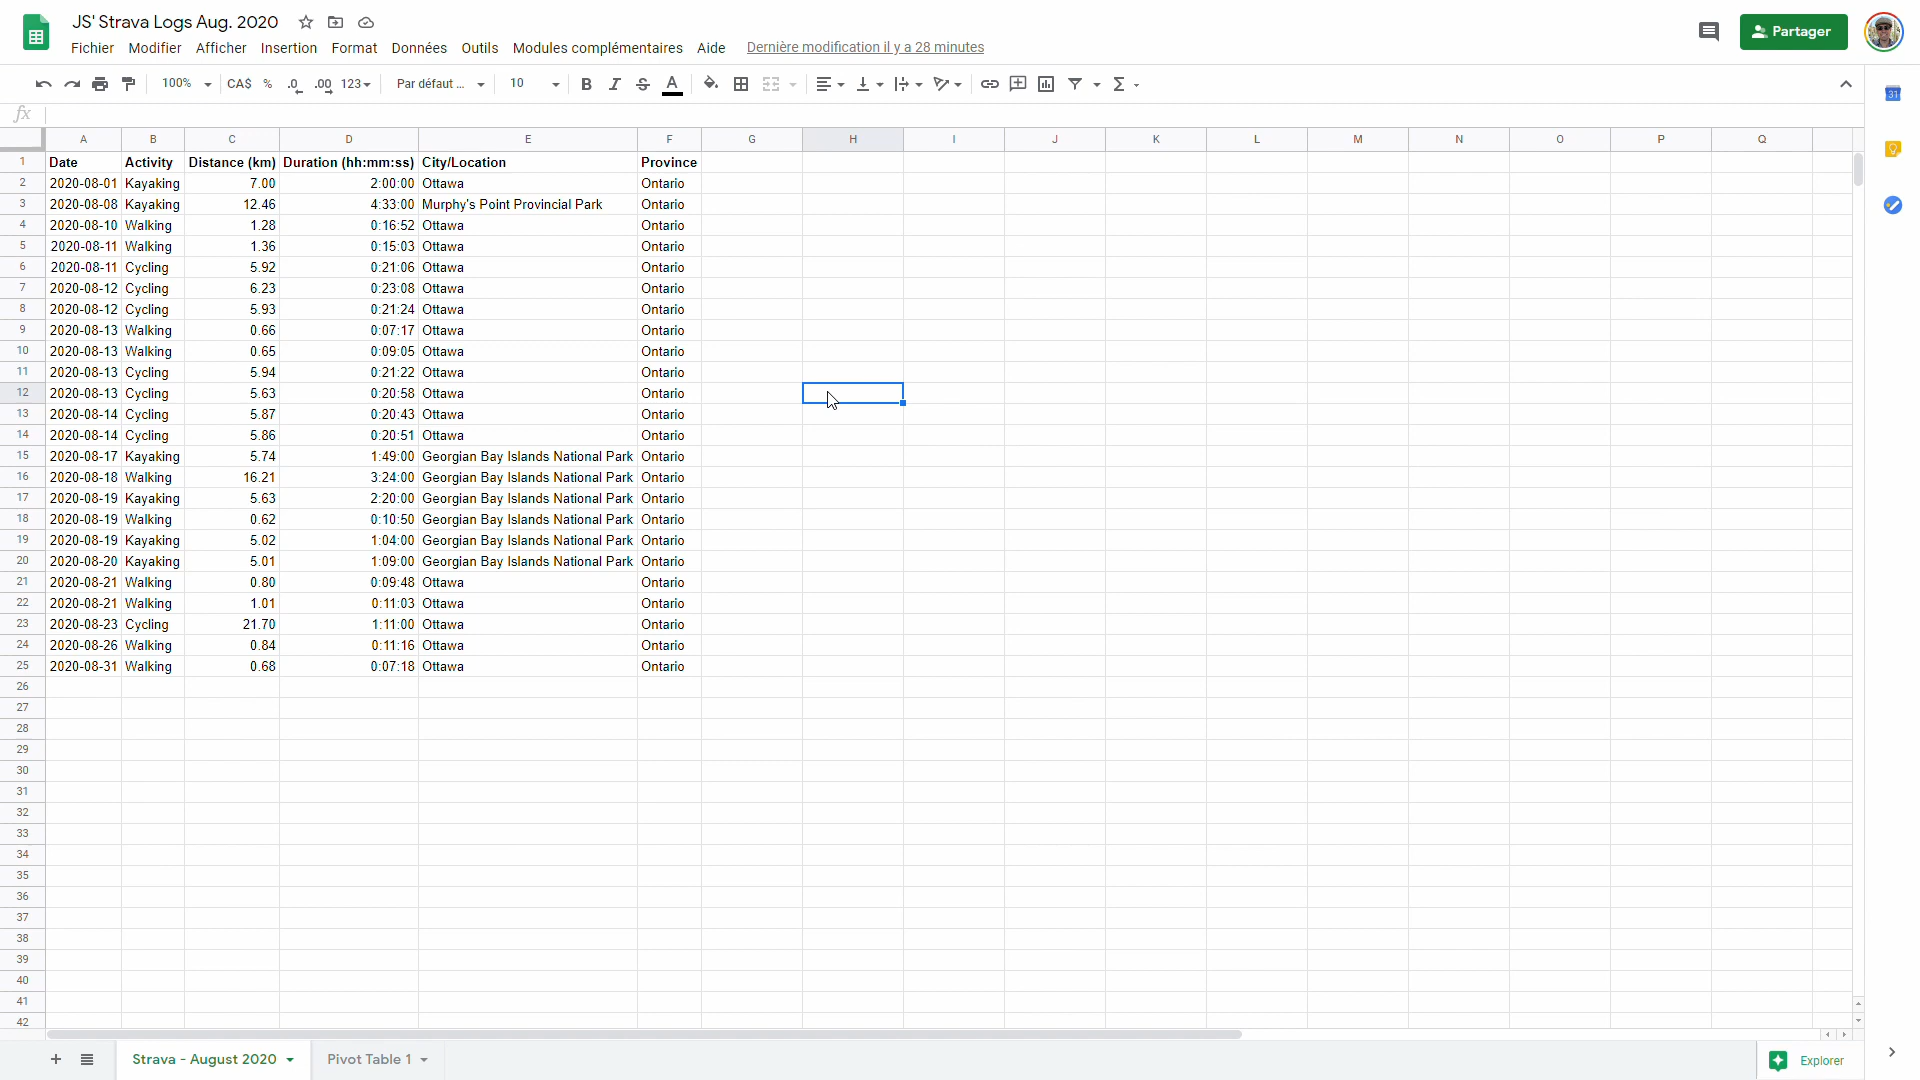 JS' Strava Logs Aug. 2020
Fichier Modifier Afficher Insertion Format Données Outils Modules complémentaires Aide Dernière modification il y a 28 minutes
Partager
100% CA$ % .0 .00 123 Par défaut ... 10 B I S A Σ
31
fx
A B C D E F G H I J K L M N O P Q
1 Date Activity Distance (km) Duration (hh:mm:ss) City/Location Province
2 2020-08-01 Kayaking 7.00 2:00:00 Ottawa Ontario
3 2020-08-08 Kayaking 12.46 4:33:00 Murphy's Point Provincial Park Ontario
4 2020-08-10 Walking 1.28 0:16:52 Ottawa Ontario
5 2020-08-11 Walking 1.36 0:15:03 Ottawa Ontario
6 2020-08-11 Cycling 5.92 0:21:06 Ottawa Ontario
7 2020-08-12 Cycling 6.23 0:23:08 Ottawa Ontario
8 2020-08-12 Cycling 5.93 0:21:24 Ottawa Ontario
9 2020-08-13 Walking 0.66 0:07:17 Ottawa Ontario
10 2020-08-13 Walking 0.65 0:09:05 Ottawa Ontario
11 2020-08-13 Cycling 5.94 0:21:22 Ottawa Ontario
12 2020-08-13 Cycling 5.63 0:20:58 Ottawa Ontario
13 2020-08-14 Cycling 5.87 0:20:43 Ottawa Ontario
14 2020-08-14 Cycling 5.86 0:20:51 Ottawa Ontario
15 2020-08-17 Kayaking 5.74 1:49:00 Georgian Bay Islands National Park Ontario
16 2020-08-18 Walking 16.21 3:24:00 Georgian Bay Islands National Park Ontario
17 2020-08-19 Kayaking 5.63 2:20:00 Georgian Bay Islands National Park Ontario
18 2020-08-19 Walking 0.62 0:10:50 Georgian Bay Islands National Park Ontario
19 2020-08-19 Kayaking 5.02 1:04:00 Georgian Bay Islands National Park Ontario
20 2020-08-20 Kayaking 5.01 1:09:00 Georgian Bay Islands National Park Ontario
21 2020-08-21 Walking 0.80 0:09:48 Ottawa Ontario
22 2020-08-21 Walking 1.01 0:11:03 Ottawa Ontario
23 2020-08-23 Cycling 21.70 1:11:00 Ottawa Ontario
24 2020-08-26 Walking 0.84 0:11:16 Ottawa Ontario
25 2020-08-31 Walking 0.68 0:07:18 Ottawa Ontario
26
27
28
29
30
31
32
33
34
35
36
37
38
39
40
41
42
Strava - August 2020 Pivot Table 1 Explorer